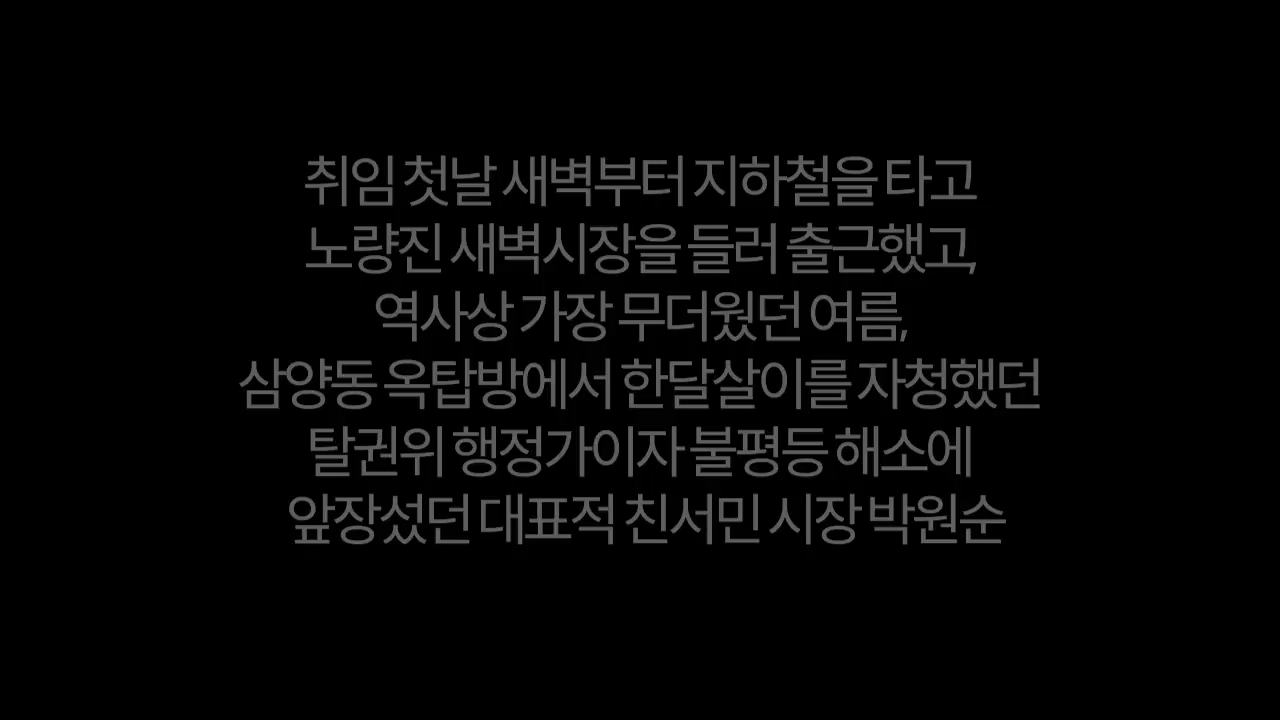 취임 첫날 새벽부터 지하철을 타고
노량진 새벽시장을 들러 출근했고,
역사상 가장 무더웠던 여름,
삼양동 옥탑방에서 한달살이를 자청했던
탈권위 행정가이자 불평등 해소에
앞장섰던 대표적 친서민 시장 박원순